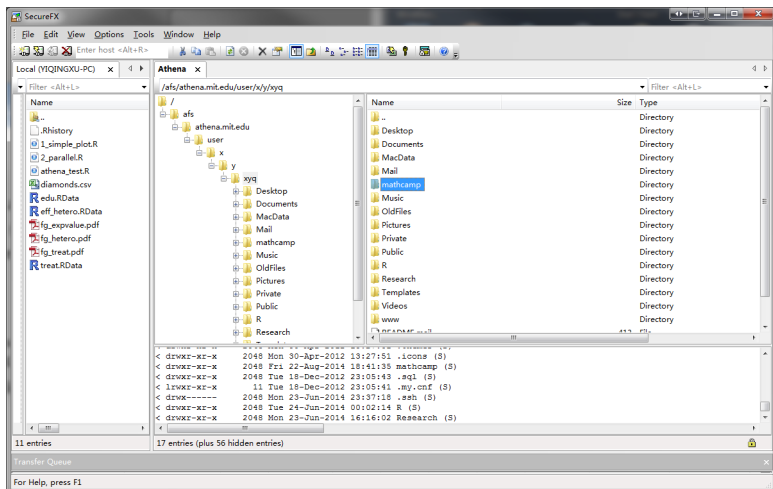 SecureFX
File Edit View Options Tools Window Help
Enter host <Alt+R>
Local (YIQINGXU-PC) x
Athena x
Filter <Alt+L>
/afs/athena.mit.edu/user/x/y/xyq
Filter <Alt+L>
Name
..
.Rhistory
1_simple_plot.R
2_parallel.R
athena_test.R
diamonds.csv
edu.RData
eff_hetero.RData
fg_expvalue.pdf
fg_hetero.pdf
fg_treat.pdf
treat.RData
/
afs
athena.mit.edu
user
x
y
xyq
Desktop
Documents
MacData
Mail
mathcamp
Music
OldFiles
Pictures
Private
Public
R
Research
Name Size Type
.. Directory
Desktop Directory
Documents Directory
MacData Directory
Mail Directory
mathcamp Directory
Music Directory
OldFiles Directory
Pictures Directory
Private Directory
Public Directory
R Directory
Research Directory
Templates Directory
Videos Directory
www Directory
< drwxr-xr-x 2048 Mon 30-Apr-2012 13:27:51 .icons (S)
< drwxr-xr-x 2048 Fri 22-Aug-2014 18:41:35 mathcamp (S)
< drwxr-xr-x 2048 Tue 18-Dec-2012 23:05:43 .sql (S)
< lrwxr-xr-x 11 Tue 18-Dec-2012 23:05:41 .my.cnf (S)
< drwx------ 2048 Mon 23-Jun-2014 23:37:18 .ssh (S)
< drwxr-xr-x 2048 Tue 24-Jun-2014 00:02:14 R (S)
< drwxr-xr-x 2048 Mon 23-Jun-2014 16:16:02 Research (S)
11 entries
17 entries (plus 56 hidden entries)
Transfer Queue
For Help, press F1